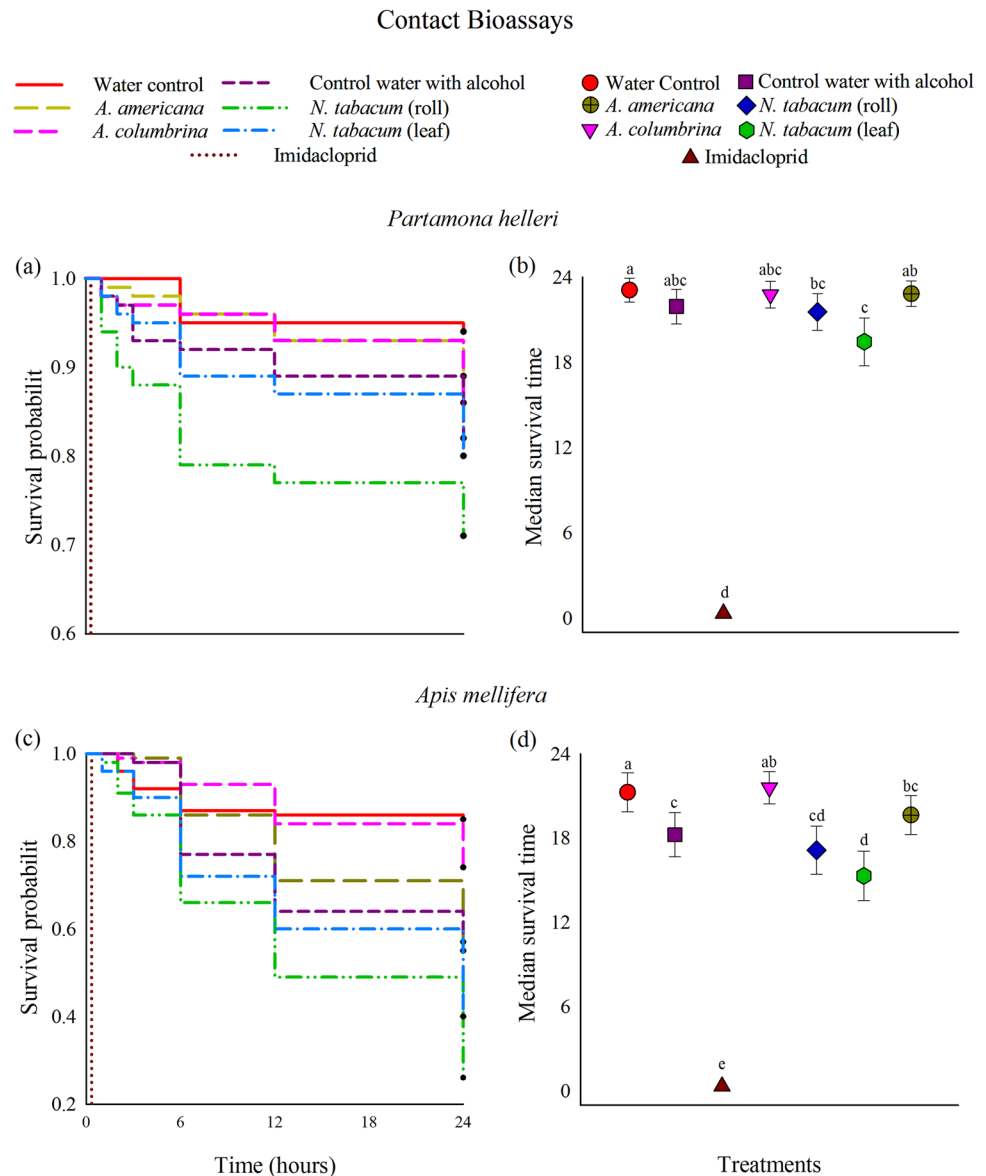 Contact Bioassays
Water control
Control water with alcohol
A. americana
N. tabacum (roll)
A. columbrina
N. tabacum (leaf)
Imidacloprid
Water Control
Control water with alcohol
A. americana
N. tabacum (roll)
A. columbrina
N. tabacum (leaf)
Imidacloprid
Partamona helleri
(a)
1.0
0.9
0.8
0.7
0.6
Survival probabilit
(b)
24
18
12
6
0
Median survival time
a
abc
d
abc
bc
c
ab
Apis mellifera
(c)
1.0
0.8
0.6
0.4
0.2
Survival probabilit
0
6
12
18
24
Time (hours)
(d)
24
18
12
6
0
Median survival time
a
c
e
ab
cd
d
bc
Treatments